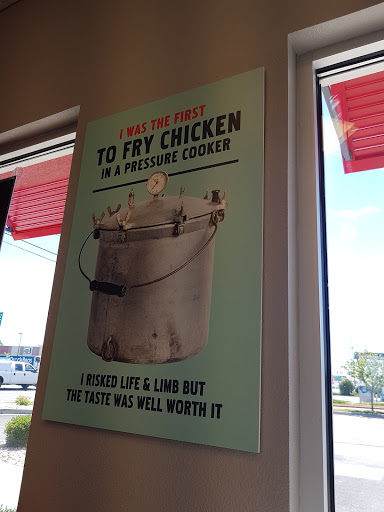 I WAS THE FIRST
TO FRY CHICKEN
IN A PRESSURE COOKER
I RISKED LIFE & LIMB BUT
THE TASTE WAS WELL WORTH IT